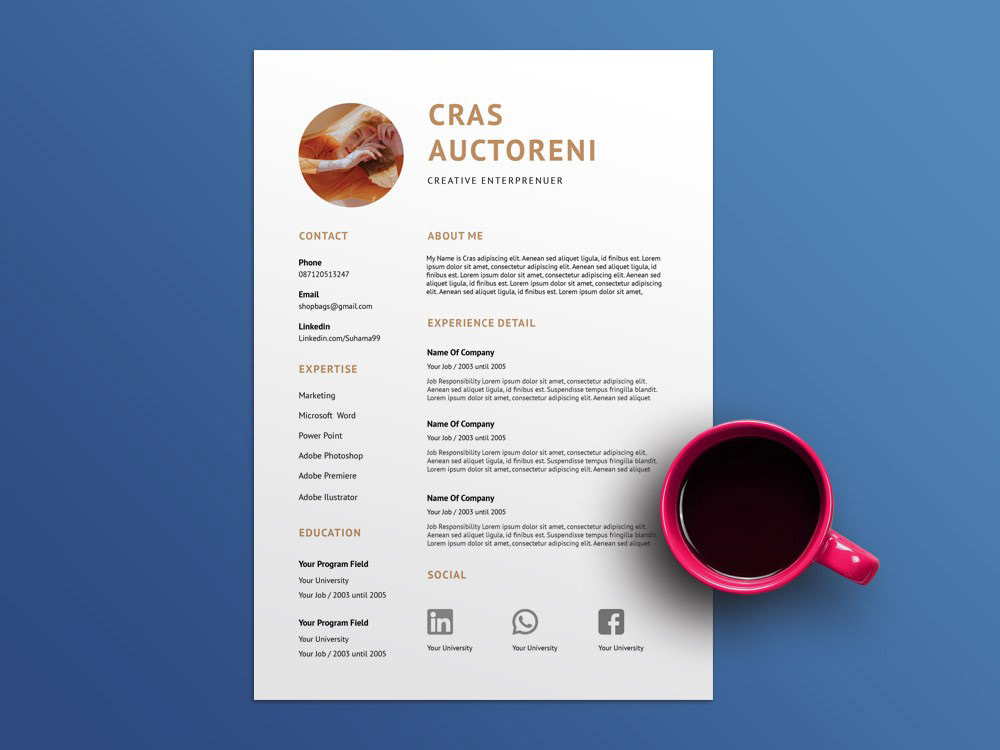 CRAS
AUCTORENI
CREATIVE ENTERPRENUER
CONTACT
Phone
087120513247
Email
shopbags@gmail.com
Linkedin
Linkedin.com/Suhama99
EXPERTISE
Marketing
Microsoft Word
Power Point
Adobe Photoshop
Adobe Premiere
Adobe Ilustrator
EDUCATION
Your Program Field
Your University
Your Job / 2003 until 2005
Your Program Field
Your University
Your Job / 2003 until 2005
ABOUT ME
My Name is Cras adipiscing elit. Aenean sed aliquet ligula, id finibus est. Lorem
ipsum dolor sit amet, consectetur adipiscing elit. Aenean sed aliquet ligula, id
finibus est. Lorem ipsum dolor sit amet, consectetur adipiscing elit. Aenean sed
aliquet ligula, id finibus est. Lorem ipsum dolor sit amet, consectetur adipiscing
elit. Aenean sed aliquet ligula, id finibus est. Lorem ipsum dolor sit amet,
EXPERIENCE DETAIL
Name Of Company
Your Job / 2003 until 2005
Job Responsibility Lorem ipsum dolor sit amet, consectetur adipiscing elit.
Aenean sed aliquet ligula, id finibus est. Suspendisse tempus fringilla blandit.
Lorem ipsum dolor sit amet, consectetur adipiscing elit. Aenean sed aliquet
Name Of Company
Your Job / 2003 until 2005
Job Responsibility Lorem ipsum dolor sit amet, consectetur adipiscing elit.
Aenean sed aliquet ligula, id finibus est. Suspendisse tempus fringilla blandit.
Lorem ipsum dolor sit amet, consectetur adipiscing elit. Aenean sed aliquet
Name Of Company
Your Job / 2003 until 2005
Job Responsibility Lorem ipsum dolor sit amet, consectetur adipiscing elit.
Aenean sed aliquet ligula, id finibus est. Suspendisse tempus fringilla blandit.
Lorem ipsum dolor sit amet, consectetur adipiscing elit. Aenean sed aliquet
SOCIAL
in
f
Your University
Your University
Your University